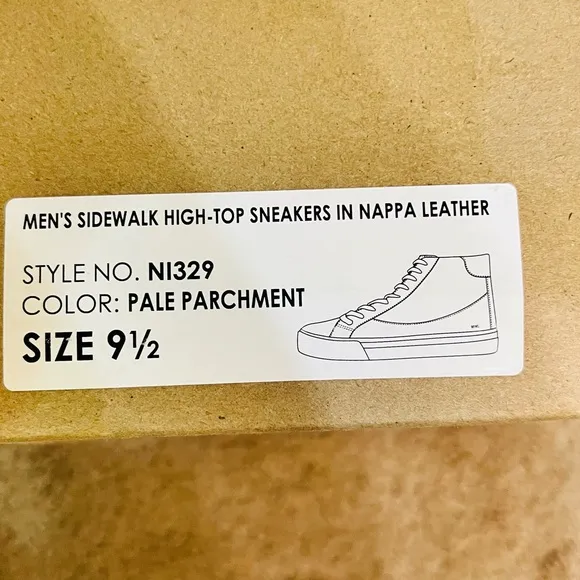 MEN'S SIDEWALK HIGH-TOP SNEAKERS IN NAPPA LEATHER
STYLE NO. NI329
COLOR: PALE PARCHMENT
SIZE 9½